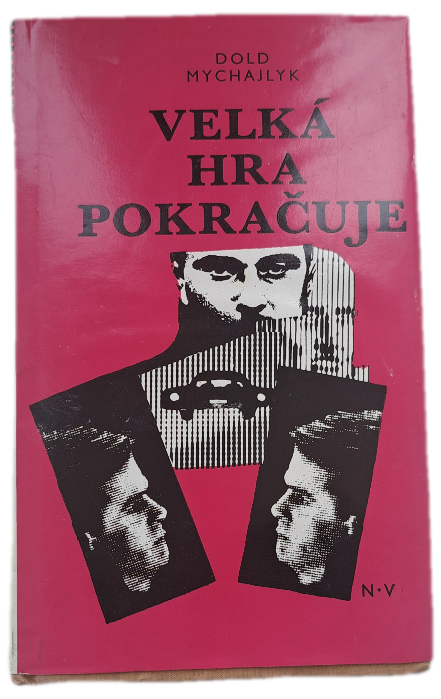 DOLD
MYCHAJLYK
VELKÁ
HRA
POKRAČUJE
N·V